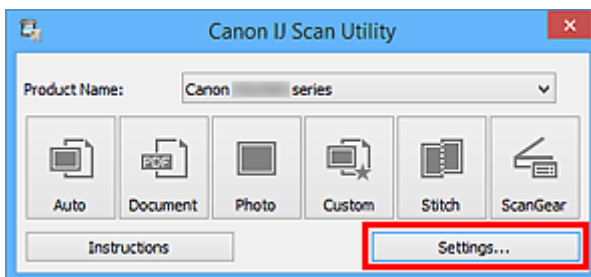 Canon IJ Scan Utility
Product Name: Canon series
PDF
Auto Document Photo Custom Stitch ScanGear
Instructions Settings...